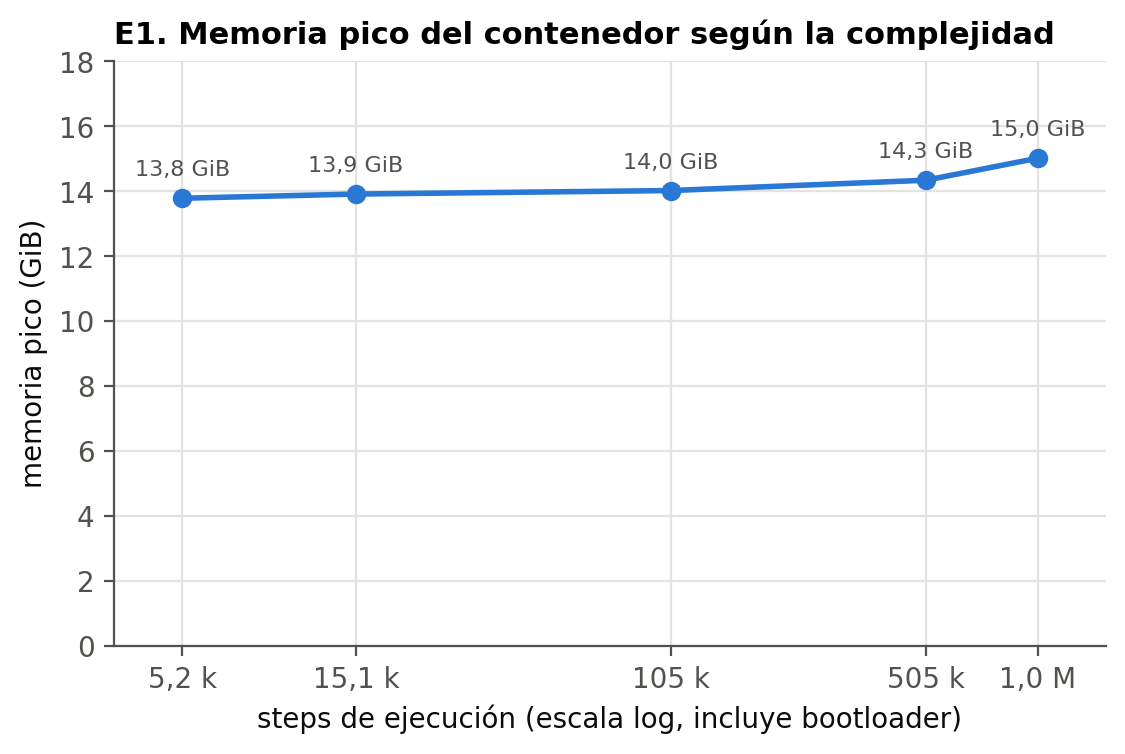 E1. Memoria pico del contenedor según la complejidad
18
16
14
12
10
8
6
4
2
0
memoria pico (GiB)
13,8 GiB
13,9 GiB
14,0 GiB
14,3 GiB
15,0 GiB
5,2 k
15,1 k
105 k
505 k
1,0 M
steps de ejecución (escala log, incluye bootloader)